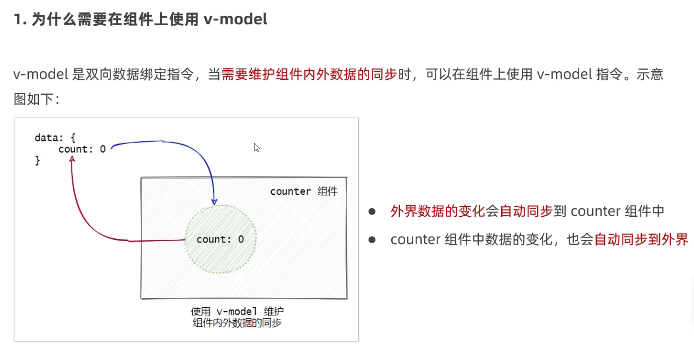 1. 为什么需要在组件上使用 v-model
v-model 是双向数据绑定指令，当需要维护组件内外数据的同步时，可以在组件上使用 v-model 指令。示意
图如下：
data: {
count: 0
}
counter 组件
count: 0
使用 v-model 维护
组件内外数据的同步
● 外界数据的变化会自动同步到 counter 组件中
● counter 组件中数据的变化，也会自动同步到外界